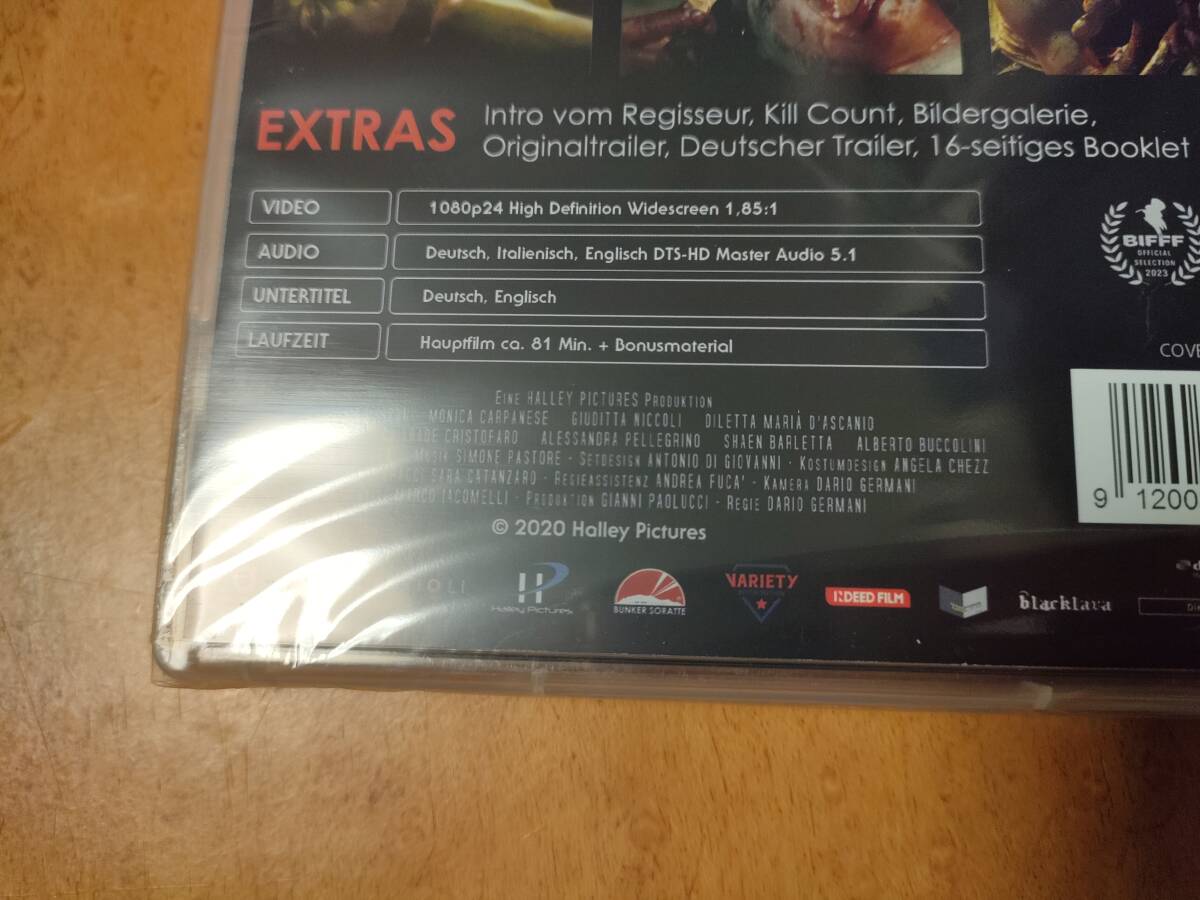 EXTRAS
Intro vom Regisseur, Kill Count, Bildergalerie,
Originaltrailer, Deutscher Trailer, 16-seitiges Booklet
VIDEO 1080p24 High Definition Widescreen 1,85:1
AUDIO Deutsch, Italienisch, Englisch DTS-HD Master Audio 5.1
UNTERTITEL Deutsch, Englisch
LAUFZEIT Hauptfilm ca. 81 Min. + Bonusmaterial
BIFFF
OFFICIAL
SELECTION
2023
COVE
EINE HALLEY PICTURES PRODUKTION
MONICA CARPANESE GIUDITTA NICCOLI DILETTA MARIA D'ASCANIO
CRISTOFARO ALESSANDRA PELLEGRINO SHAEN BARLETTA ALBERTO BUCCOLINI
MUSIK SIMONE PASTORE · SETDESIGN ANTONIO DI GIOVANNI · KOSTUMDESIGN ANGELA CHEZZ
SARA CATANZARO · REGIEASSISTENZ ANDREA FUCA' · KAMERA DARIO GERMANI
IACOMELLI · PRODUKTION GIANNI PAOLUCCI · REGIE DARIO GERMANI
© 2020 Halley Pictures
9 1200
H
Halley Pictures
BUNKER SORATTE
VARIETY
INDEED FILM
blacklava